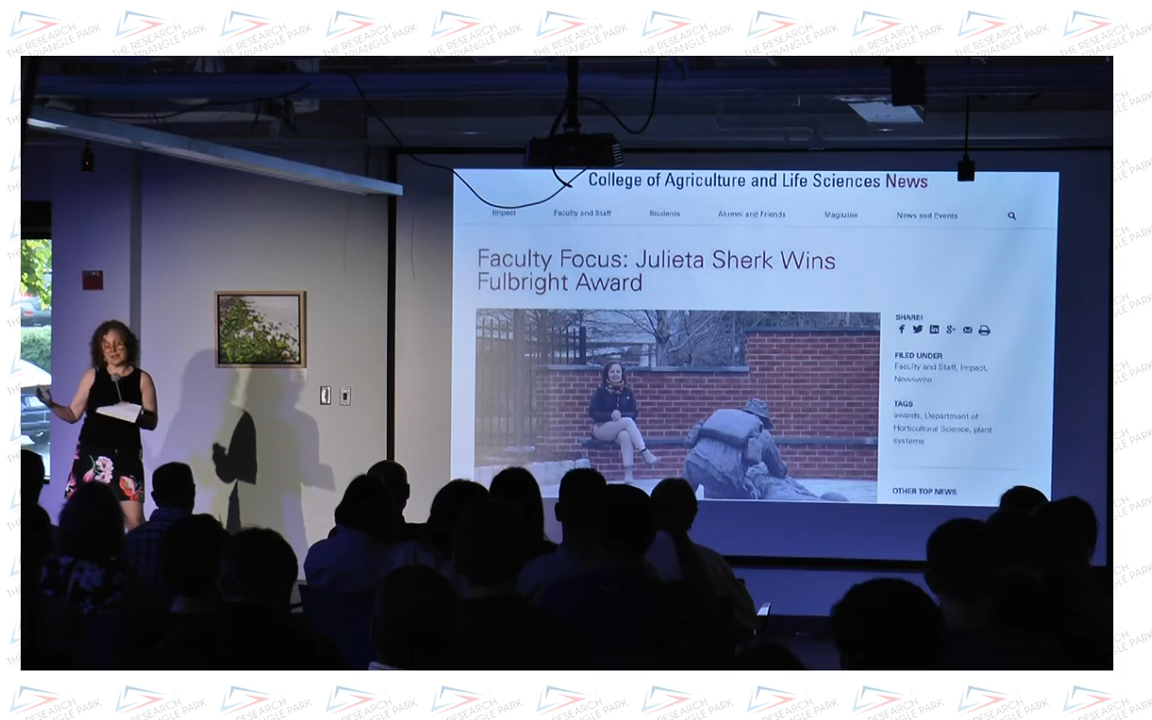 THE RESEARCH
TRIANGLE PARK
College of Agriculture and Life Sciences News
Impact Faculty and Staff Students Alumni and Friends Magazine News and Events
Faculty Focus: Julieta Sherk Wins
Fulbright Award
SHARE!
FILED UNDER
Faculty and Staff, Impact,
Newswire
TAGS
awards, Department of
Horticultural Science, plant
systems
OTHER TOP NEWS